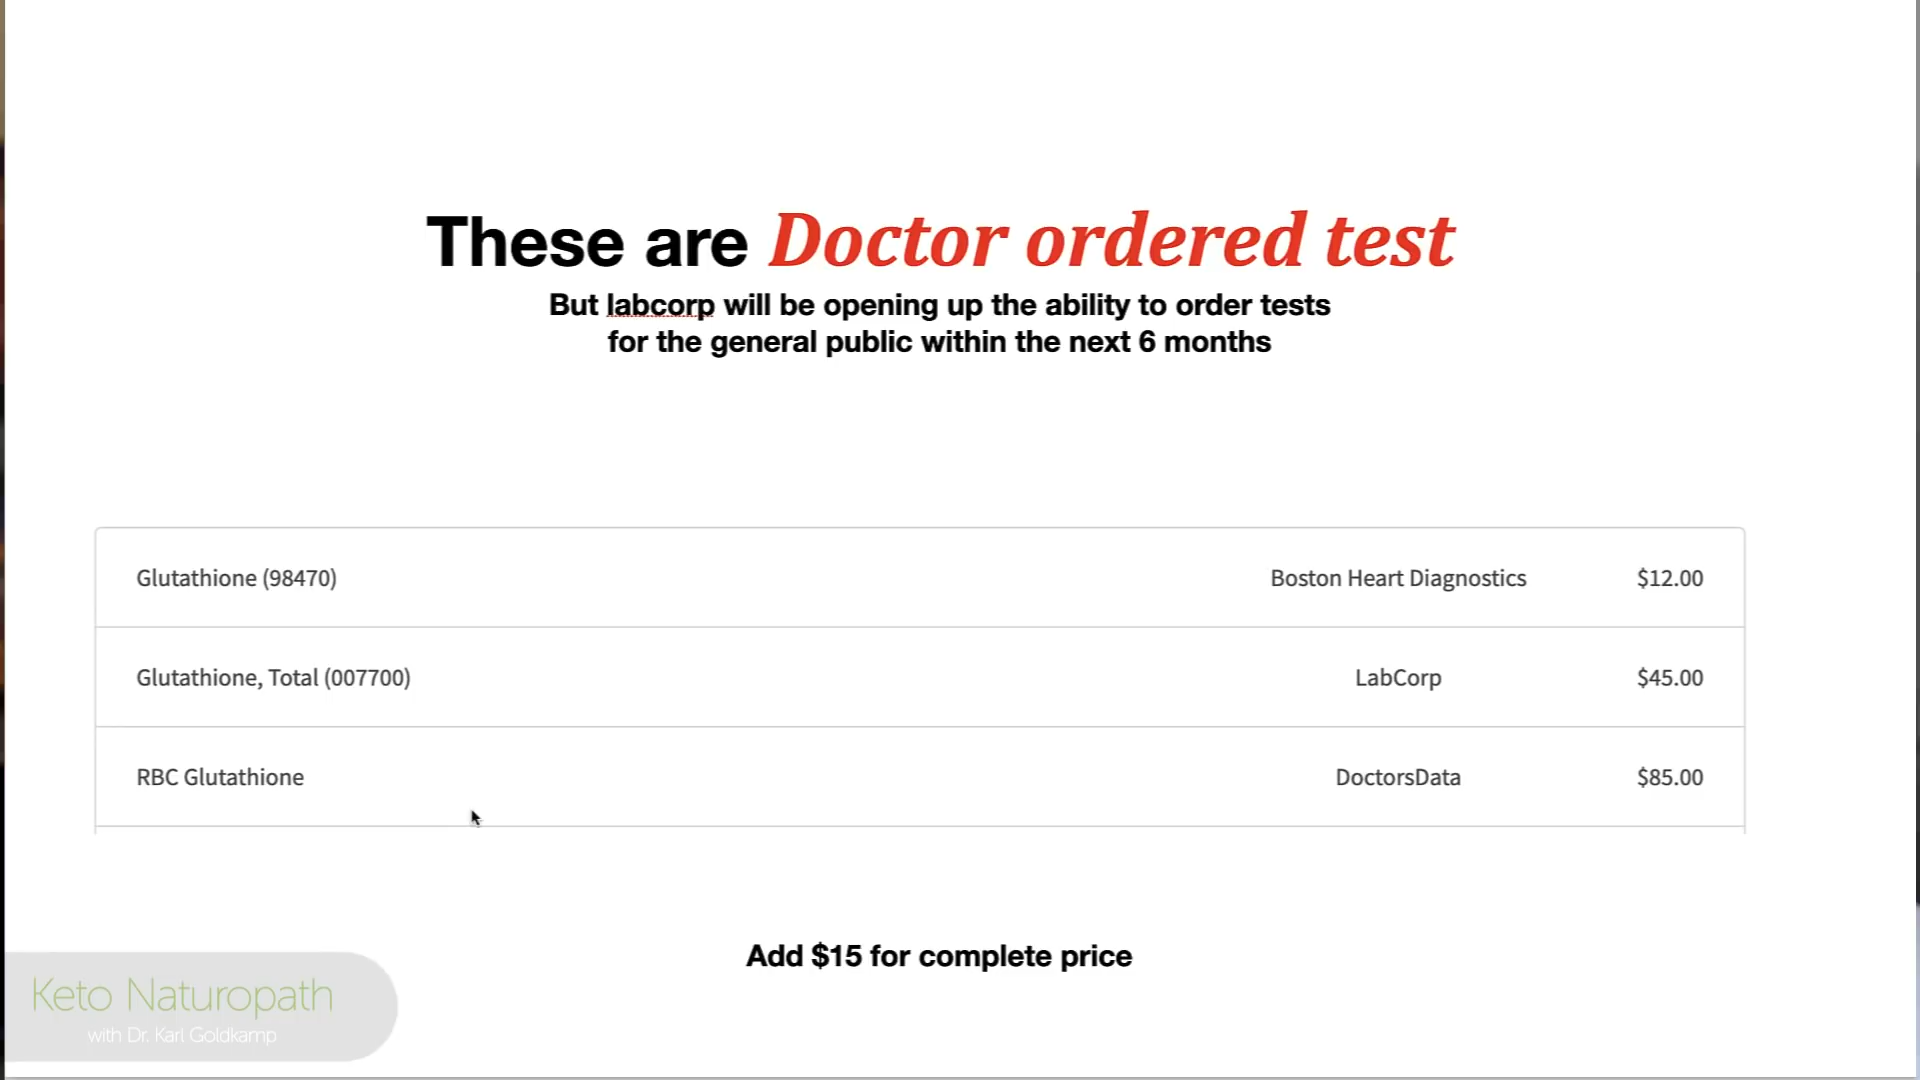 These are Doctor ordered test
But labcorp will be opening up the ability to order tests
for the general public within the next 6 months
Glutathione (98470) Boston Heart Diagnostics $12.00
Glutathione, Total (007700) LabCorp $45.00
RBC Glutathione DoctorsData $85.00
Add $15 for complete price
Keto Naturopath
with Dr. Karl Goldkamp